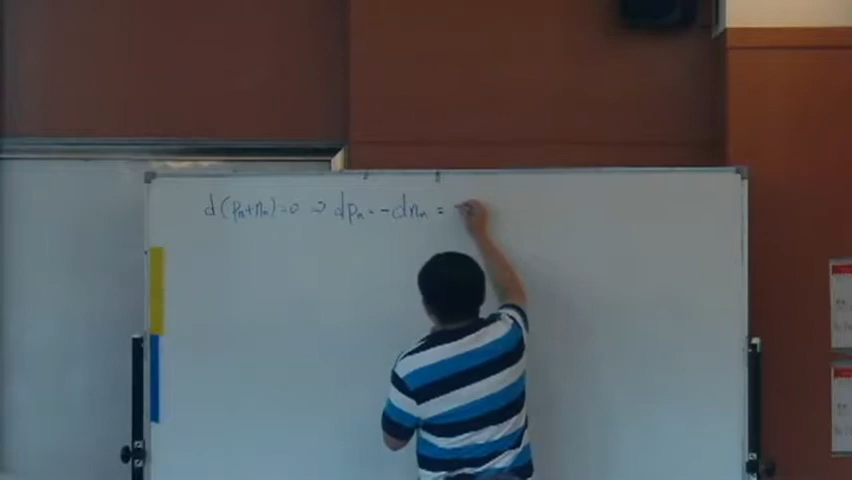 d(pₙ+nₙ)=0 ⇒ dpₙ = -dnₙ =